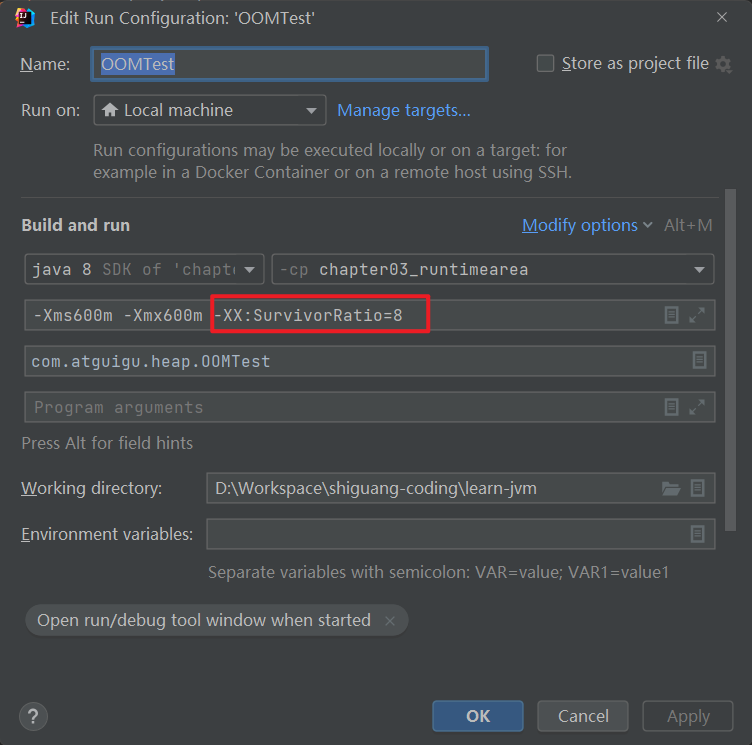 Edit Run Configuration: 'OOMTest'
Name: OOMTest Store as project file
Run on: Local machine Manage targets...
Run configurations may be executed locally or on a target: for
example in a Docker Container or on a remote host using SSH.
Build and run Modify options Alt+M
java 8 SDK of 'chapt -cp chapter03_runtimearea
-Xms600m -Xmx600m -XX:SurvivorRatio=8
com.atguigu.heap.OOMTest
Program arguments
Press Alt for field hints
Working directory: D:\Workspace\shiguang-coding\learn-jvm
Environment variables:
Separate variables with semicolon: VAR=value; VAR1=value1
Open run/debug tool window when started ×
? OK Cancel Apply